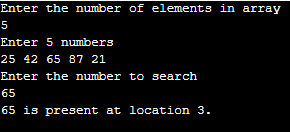 Enter the number of elements in array
5
Enter 5 numbers
25 42 65 87 21
Enter the number to search
65
65 is present at location 3.